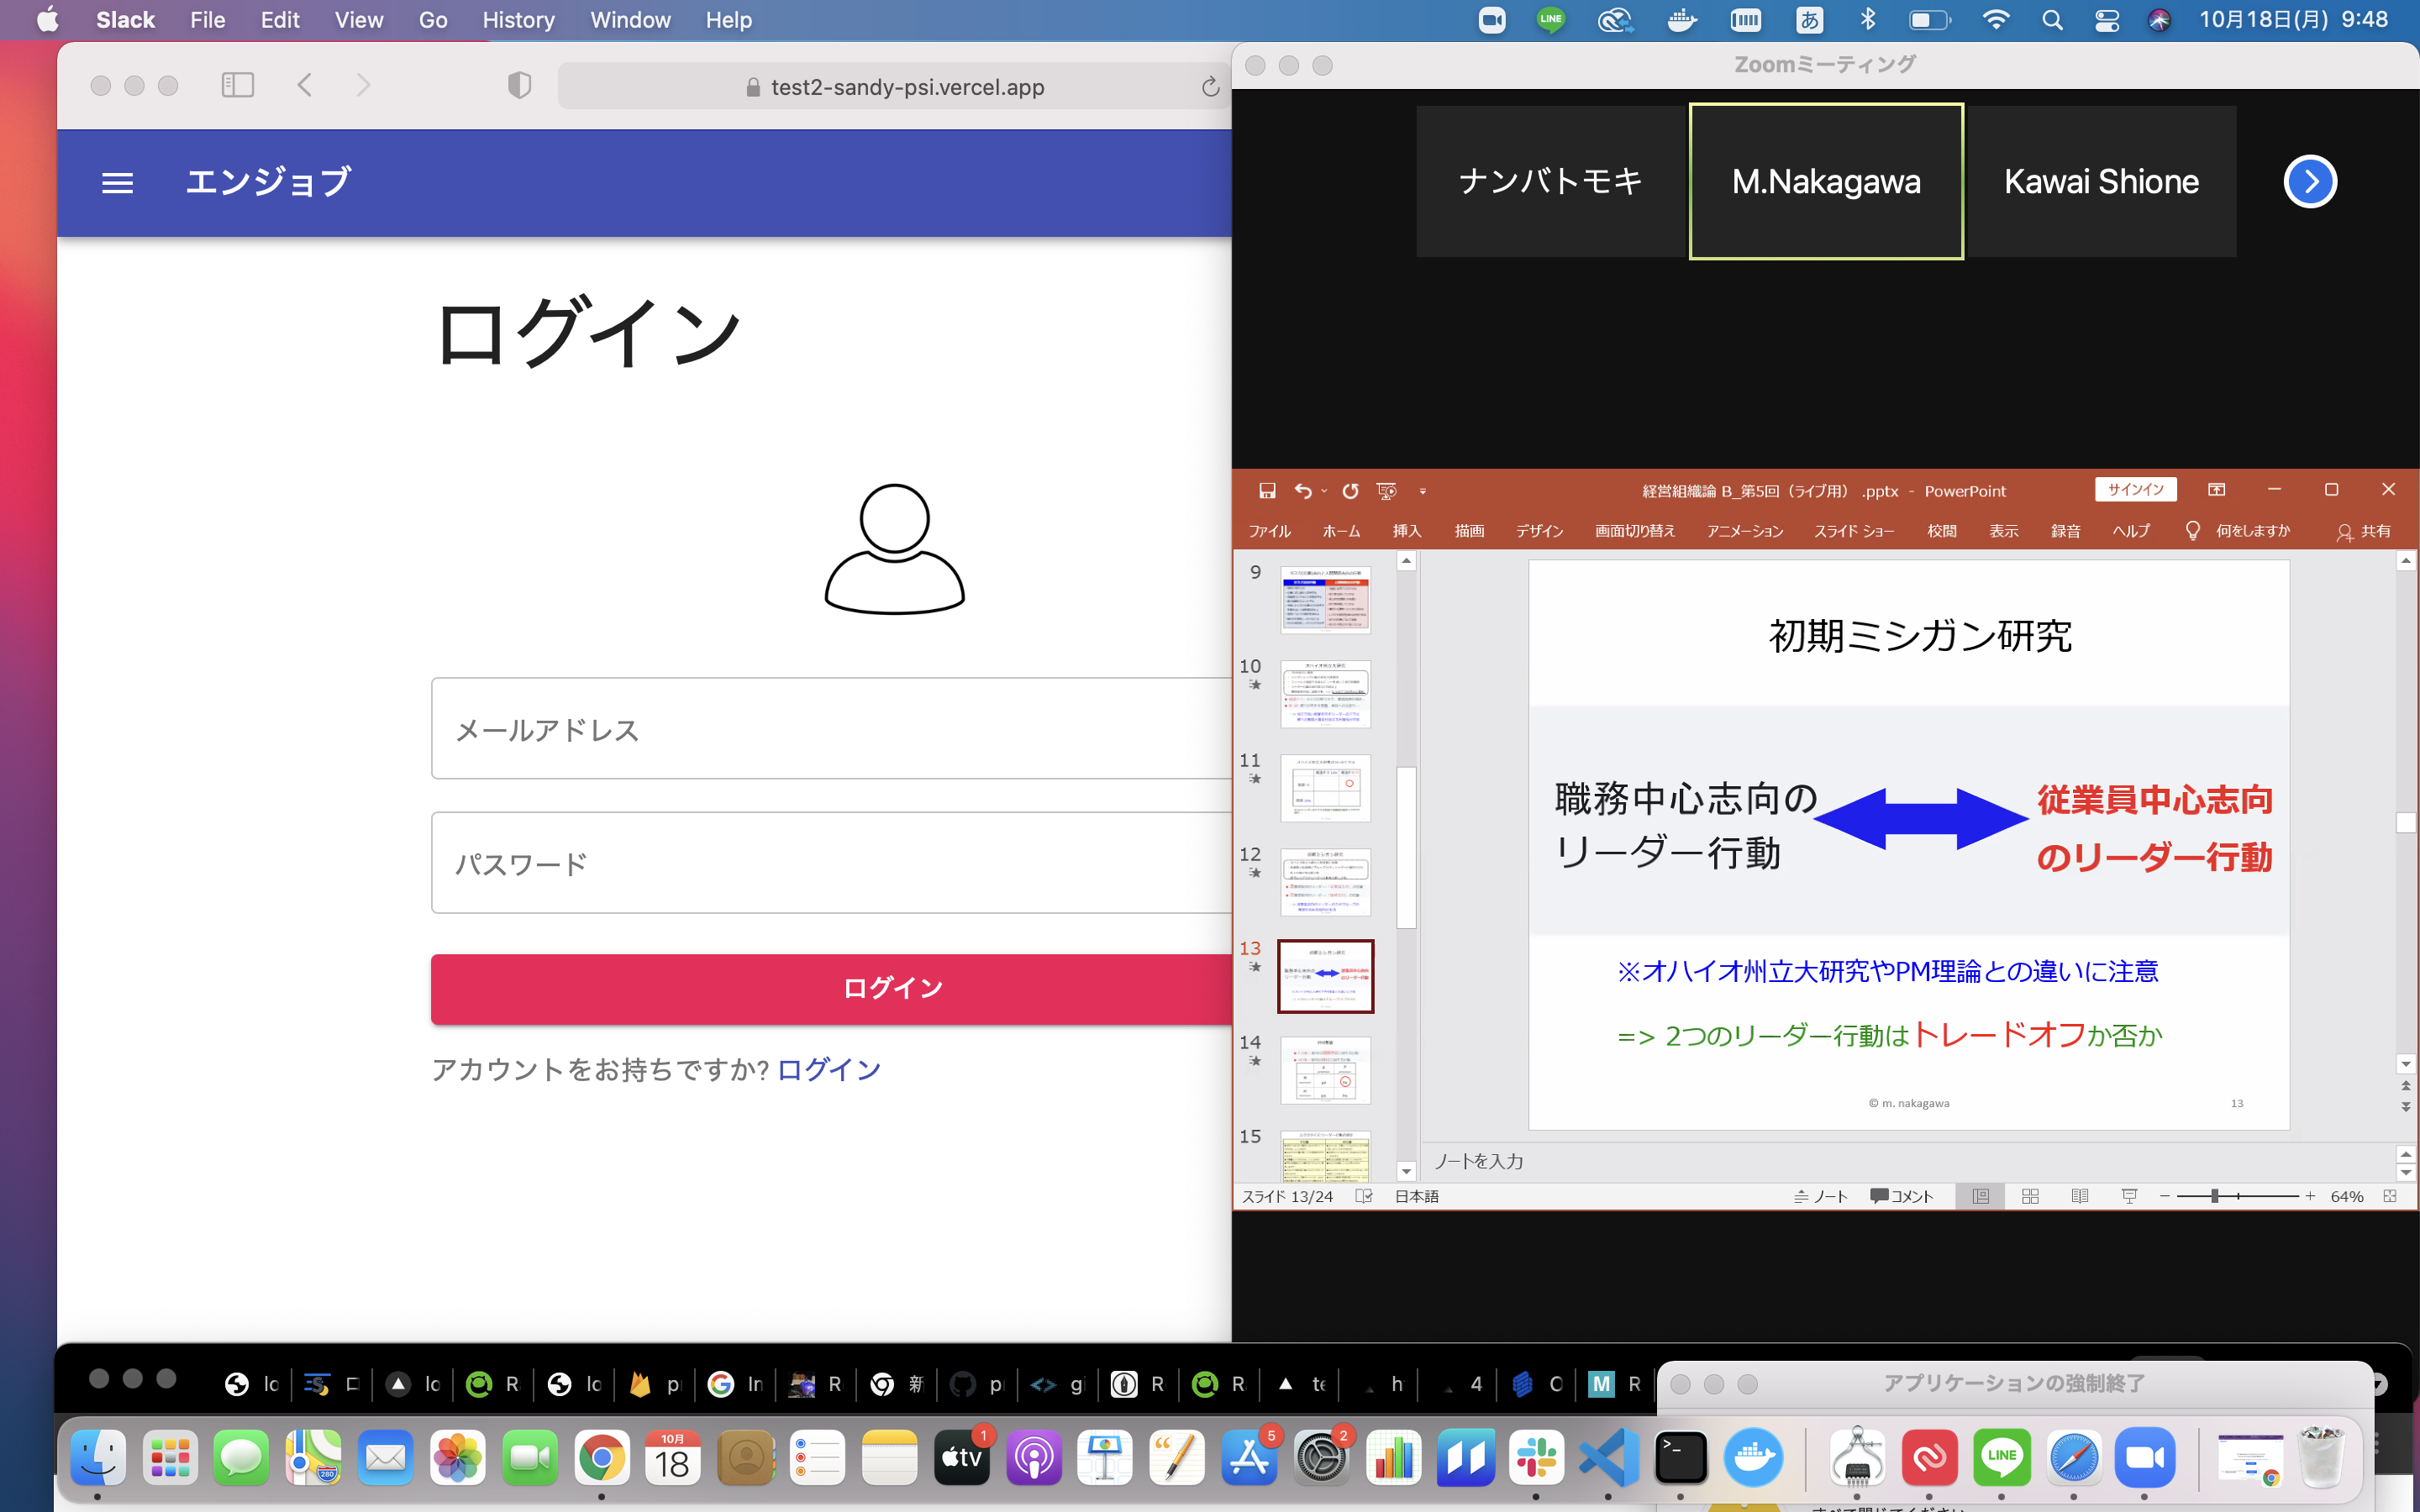 Slack File Edit View Go History Window Help
LINE
あ
10月18日(月) 9:48
test2-sandy-psi.vercel.app
エンジョブ
ログイン
メールアドレス
パスワード
ログイン
アカウントをお持ちですか? ログイン
Zoomミーティング
ナンバトモキ
M.Nakagawa
Kawai Shione
経営組織論 B_第5回（ライブ用） .pptx - PowerPoint
サインイン
ファイル ホーム 挿入 描画 デザイン 画面切り替え アニメーション スライド ショー 校閲 表示 録音 ヘルプ 何をしますか 共有
9
10
11
12
13
14
15
初期ミシガン研究
職務中心志向の
リーダー行動
従業員中心志向
のリーダー行動
※オハイオ州立大研究やPM理論との違いに注意
=> 2つのリーダー行動はトレードオフか否か
© m. nakagawa
13
ノートを入力
スライド 13/24 日本語 ノート コメント 64%
lo ロ lo R lo p In R 新 p gi R R te h 4 O M R
アプリケーションの強制終了
10月
18
280
tv
1
5
2
LINE